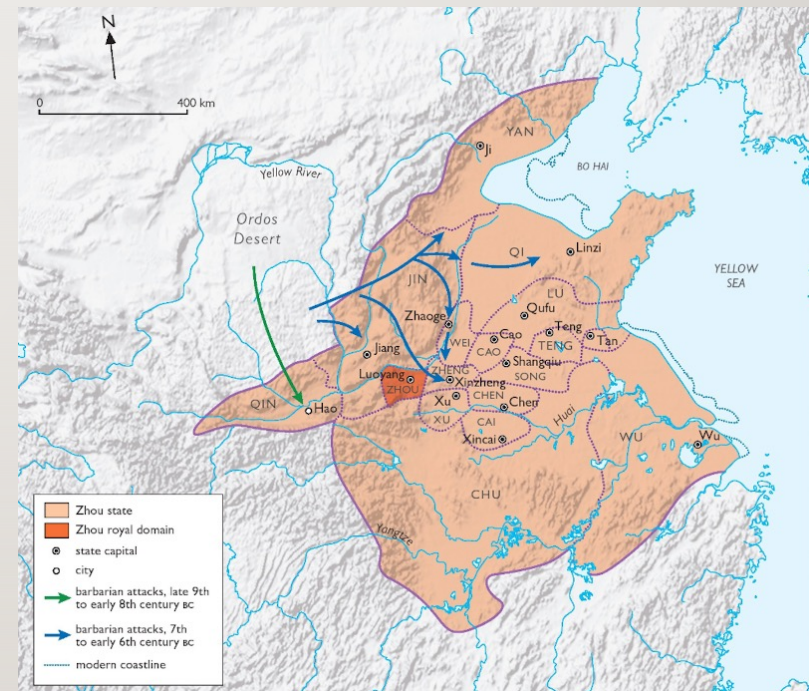 N
0
400 km
YAN
Ji
BO HAI
Yellow River
Ordos
Desert
QI
Linzi
YELLOW
SEA
JIN
LU
Zhaoge
Qufu
Teng
Cao
Tan
WEI
TENG
CAO
Jiang
Shangqiu
ZHENG
SONG
Luoyang
Xinzheng
ZHOU
QIN
Hao
Xu
CHEN
Chen
XU
CAI
Huai
Xincai
WU
Wu
CHU
Yangtze
Zhou state
Zhou royal domain
state capital
city
barbarian attacks, late 9th
to early 8th century BC
barbarian attacks, 7th
to early 6th century BC
modern coastline